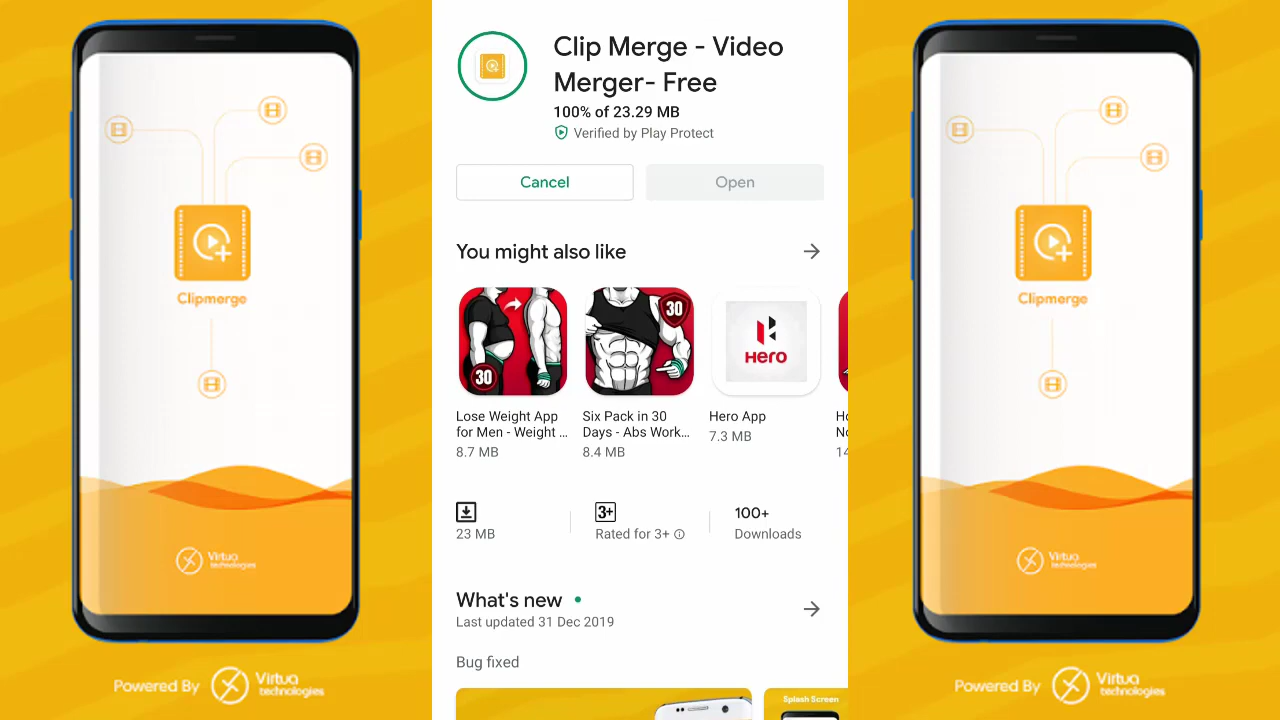 Clipmerge
Virtua
technologies
Powered By Virtua
technologies
Clip Merge - Video
Merger- Free
100% of 23.29 MB
Verified by Play Protect
Cancel
Open
You might also like
30
30
HERO
Lose Weight App
for Men - Weight ...
8.7 MB
Six Pack in 30
Days - Abs Work...
8.4 MB
Hero App
7.3 MB
23 MB
3+
Rated for 3+
100+
Downloads
What's new
Last updated 31 Dec 2019
Bug fixed
Splash Screen
Clipmerge
Virtua
technologies
Powered By Virtua
technologies